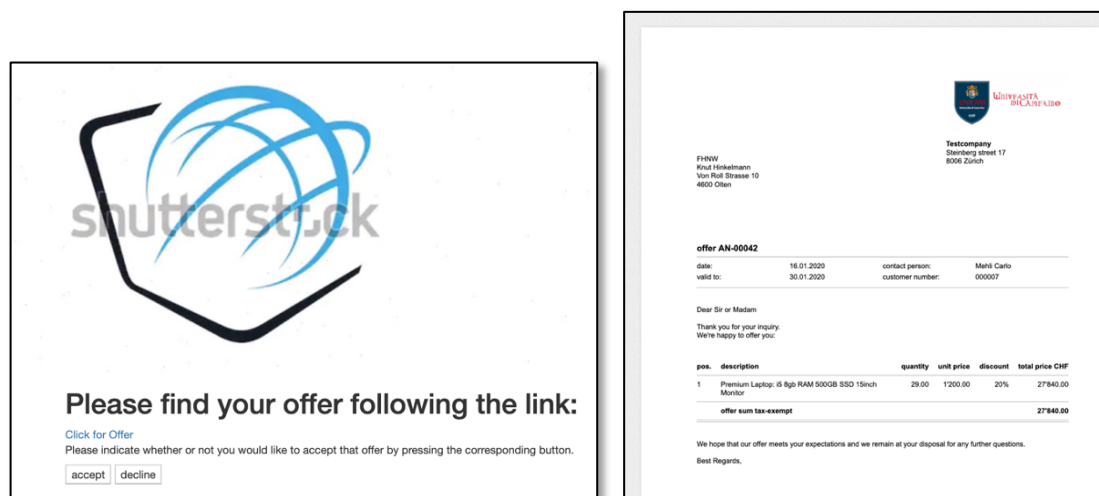 shutterstock
Please find your offer following the link:
Click for Offer
Please indicate whether or not you would like to accept that offer by pressing the corresponding button.
accept decline
UNICAM
UNIVERSITÀ
DI CAMERINO
Testcompany
Steinberg street 17
8006 Zürich
FHNW
Knut Hinkelmann
Von Roll Strasse 10
4600 Olten
offer AN-00042
date: 16.01.2020 contact person: Mehli Carlo
valid to: 30.01.2020 customer number: 000007
Dear Sir or Madam
Thank you for your inquiry.
We're happy to offer you:
pos. description quantity unit price discount total price CHF
1 Premium Laptop: i5 8gb RAM 500GB SSD 15inch 29.00 1'200.00 20% 27'840.00
Monitor
offer sum tax-exempt 27'840.00
We hope that our offer meets your expectations and we remain at your disposal for any further questions.
Best Regards,